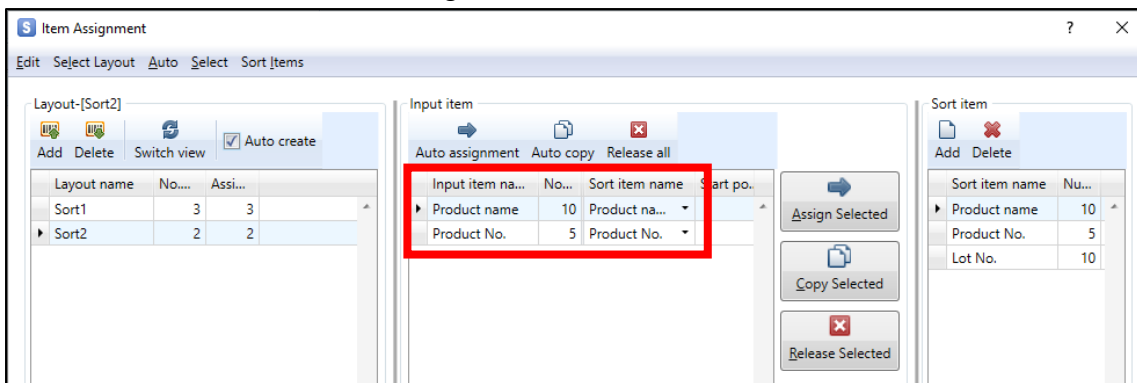 S Item Assignment ?
Edit Select Layout Auto Select Sort Items
Layout-[Sort2]
Add Delete Switch view Auto create
Layout name No.... Assi...
Sort1 3 3
Sort2 2 2
Input item
Auto assignment Auto copy Release all
Input item na... No... Sort item name Start po..
Product name 10 Product na...
Product No. 5 Product No.
Assign Selected
Copy Selected
Release Selected
Sort item
Add Delete
Sort item name Nu...
Product name 10
Product No. 5
Lot No. 10